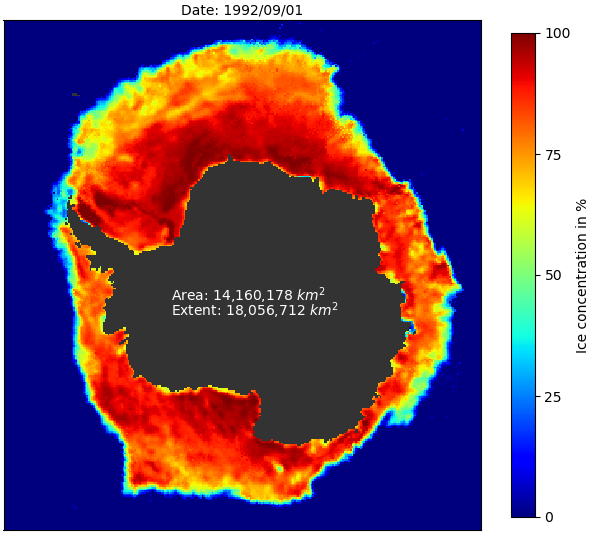 Date: 1992/09/01
100
75
50
25
0
Ice concentration in %
Area: 14,160,178 km²
Extent: 18,056,712 km²